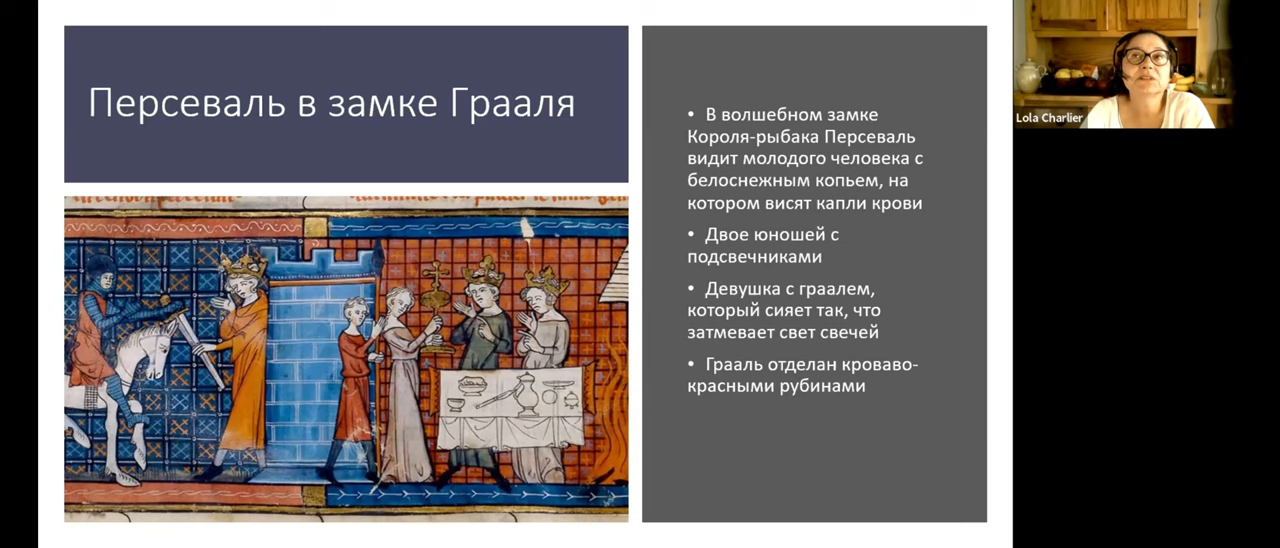 Персеваль в замке Грааля
• В волшебном замке
Короля-рыбака Персеваль
видит молодого человека с
белоснежным копьем, на
котором висят капли крови
• Двое юношей с
подсвечниками
• Девушка с граалем,
который сияет так, что
затмевает свет свечей
• Грааль отделан кроваво-
красными рубинами
Lola Charlier